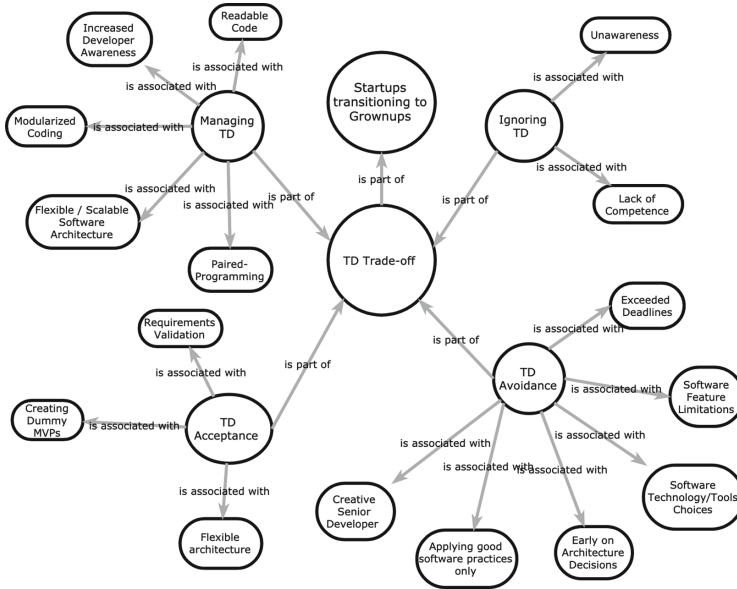 Readable
Code
Increased
Developer
Awareness
is associated with
is associated with
Modularized
Coding
is associated with
Managing
TD
is associated with
is associated with
Flexible / Scalable
Software
Architecture
Paired-
Programming
is part of
Startups
transitioning to
Grownups
is part of
TD Trade-off
Unawareness
is associated with
Ignoring
TD
is associated with
Lack of
Competence
is part of
Requirements
Validation
is associated with
is part of
Creating
Dummy
MVPs
is associated with
TD
Acceptance
is associated with
Flexible
architecture
Exceeded
Deadlines
is associated with
is part of
TD
Avoidance
is associated with
Software
Feature
Limitations
is associated with
is associated with
is associated with
is associated with
Creative
Senior
Developer
Applying good
software practices
only
Early on
Architecture
Decisions
Software
Technology/Tools
Choices